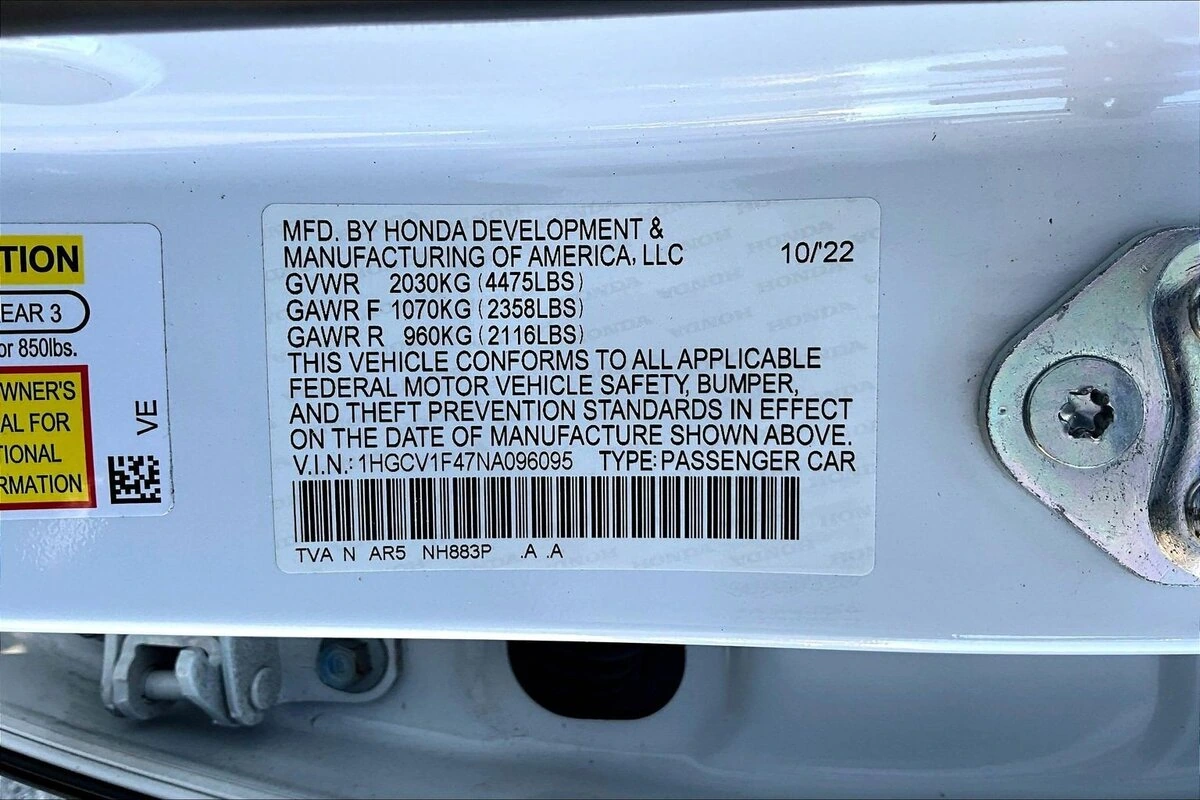 TION
EAR 3
or 850lbs.
WNER'S
AL FOR
TIONAL
RMATION
VE
MFD. BY HONDA DEVELOPMENT &
MANUFACTURING OF AMERICA, LLC 10/'22
GVWR 2030KG (4475LBS)
GAWR F 1070KG (2358LBS)
GAWR R 960KG (2116LBS)
THIS VEHICLE CONFORMS TO ALL APPLICABLE
FEDERAL MOTOR VEHICLE SAFETY, BUMPER,
AND THEFT PREVENTION STANDARDS IN EFFECT
ON THE DATE OF MANUFACTURE SHOWN ABOVE.
V.I.N.: 1HGCV1F47NA096095 TYPE: PASSENGER CAR
TVA N AR5 NH883P .A .A